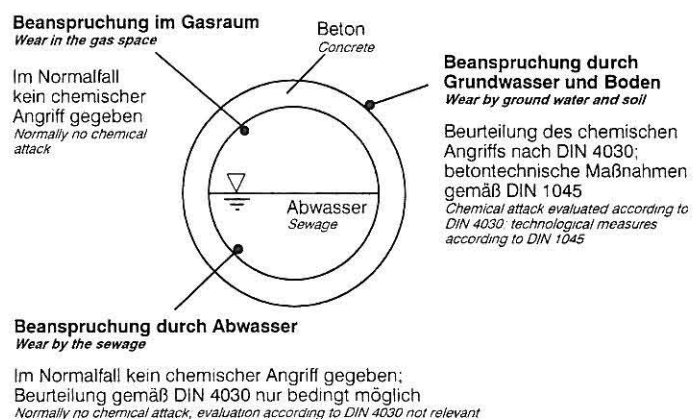 Beanspruchung im Gasraum
Wear in the gas space
Im Normalfall
kein chemischer
Angriff gegeben
Normally no chemical
attack
Beton
Concrete
Beanspruchung durch
Grundwasser und Boden
Wear by ground water and soil
Beurteilung des chemischen
Angriffs nach DIN 4030;
betontechnische Maßnahmen
gemäß DIN 1045
Chemical attack evaluated according to
DIN 4030; technological measures
according to DIN 1045
Abwasser
Sewage
Beanspruchung durch Abwasser
Wear by the sewage
Im Normalfall kein chemischer Angriff gegeben;
Beurteilung gemäß DIN 4030 nur bedingt möglich
Normally no chemical attack, evaluation according to DIN 4030 not relevant